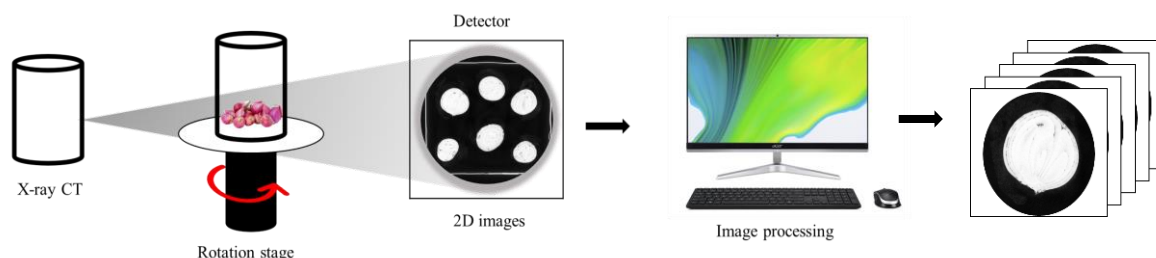 Detector
X-ray CT
2D images
Rotation stage
Image processing